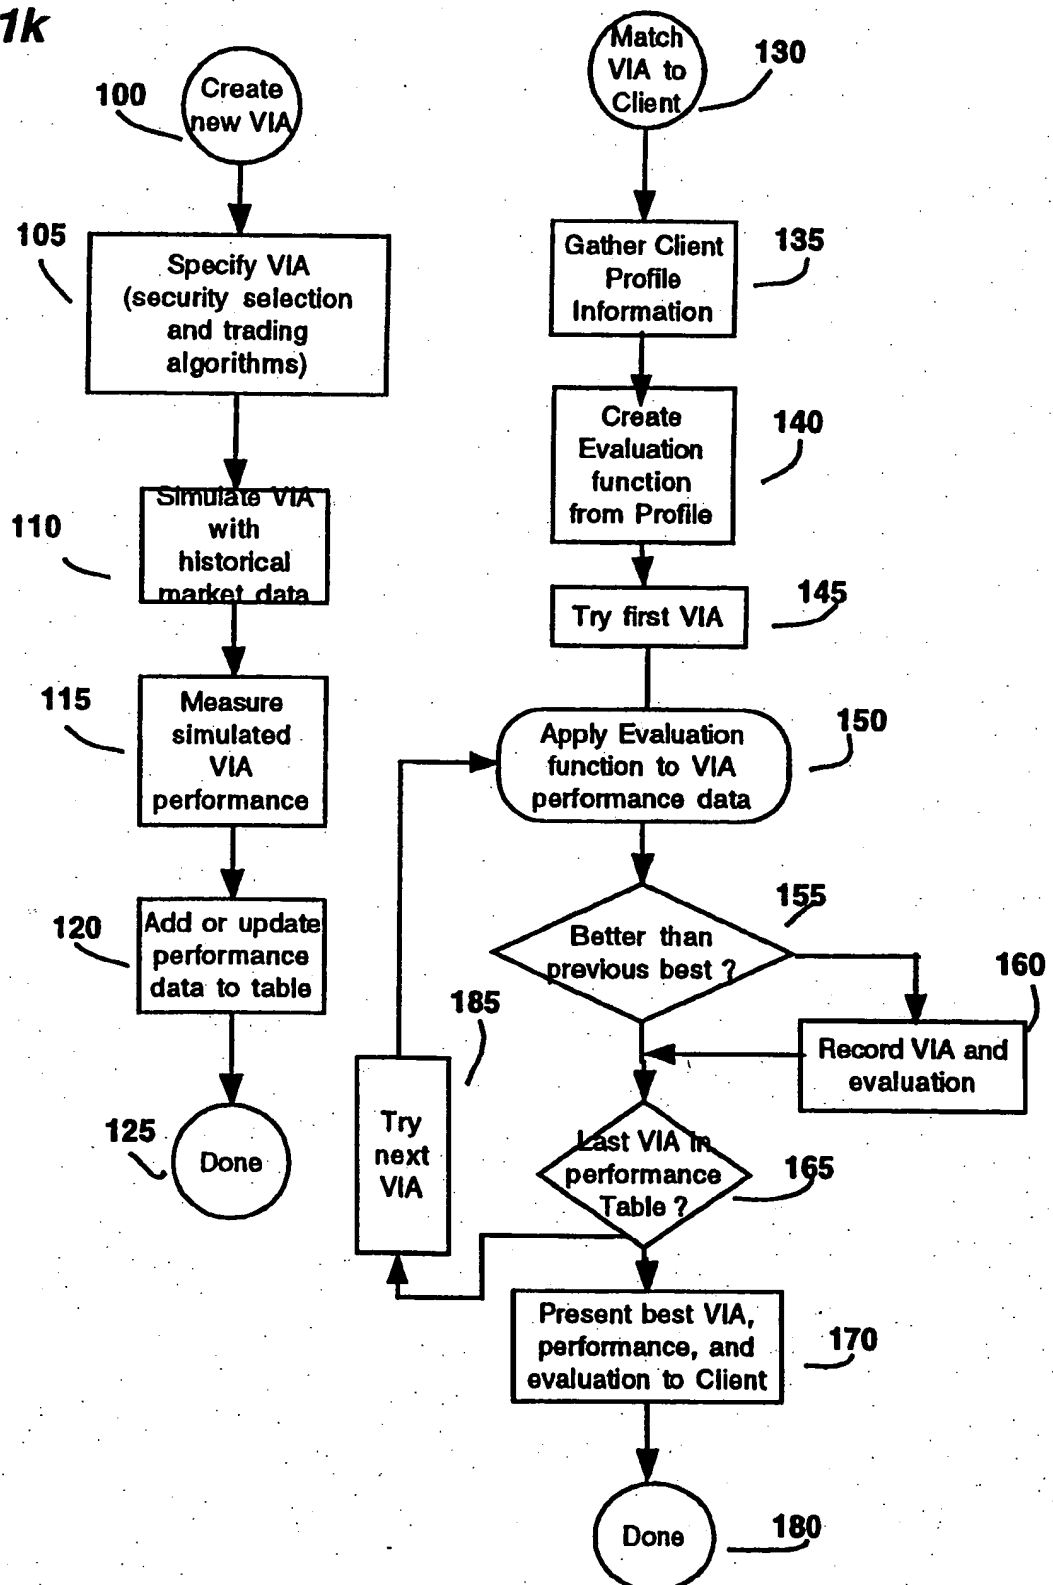 1k
100
Create
new VIA
105
Specify VIA
(security selection
and trading
algorithms)
110
Simulate VIA
with
historical
market data
115
Measure
simulated
VIA
performance
120
Add or update
performance
data to table
125
Done
Match
VIA to
Client
130
Gather Client
Profile
Information
135
Create
Evaluation
function
from Profile
140
Try first VIA
145
Apply Evaluation
function to VIA
performance data
150
Better than
previous best ?
155
160
Record VIA and
evaluation
185
Try
next
VIA
Last VIA in
performance
Table ?
165
Present best VIA,
performance, and
evaluation to Client
170
Done
180